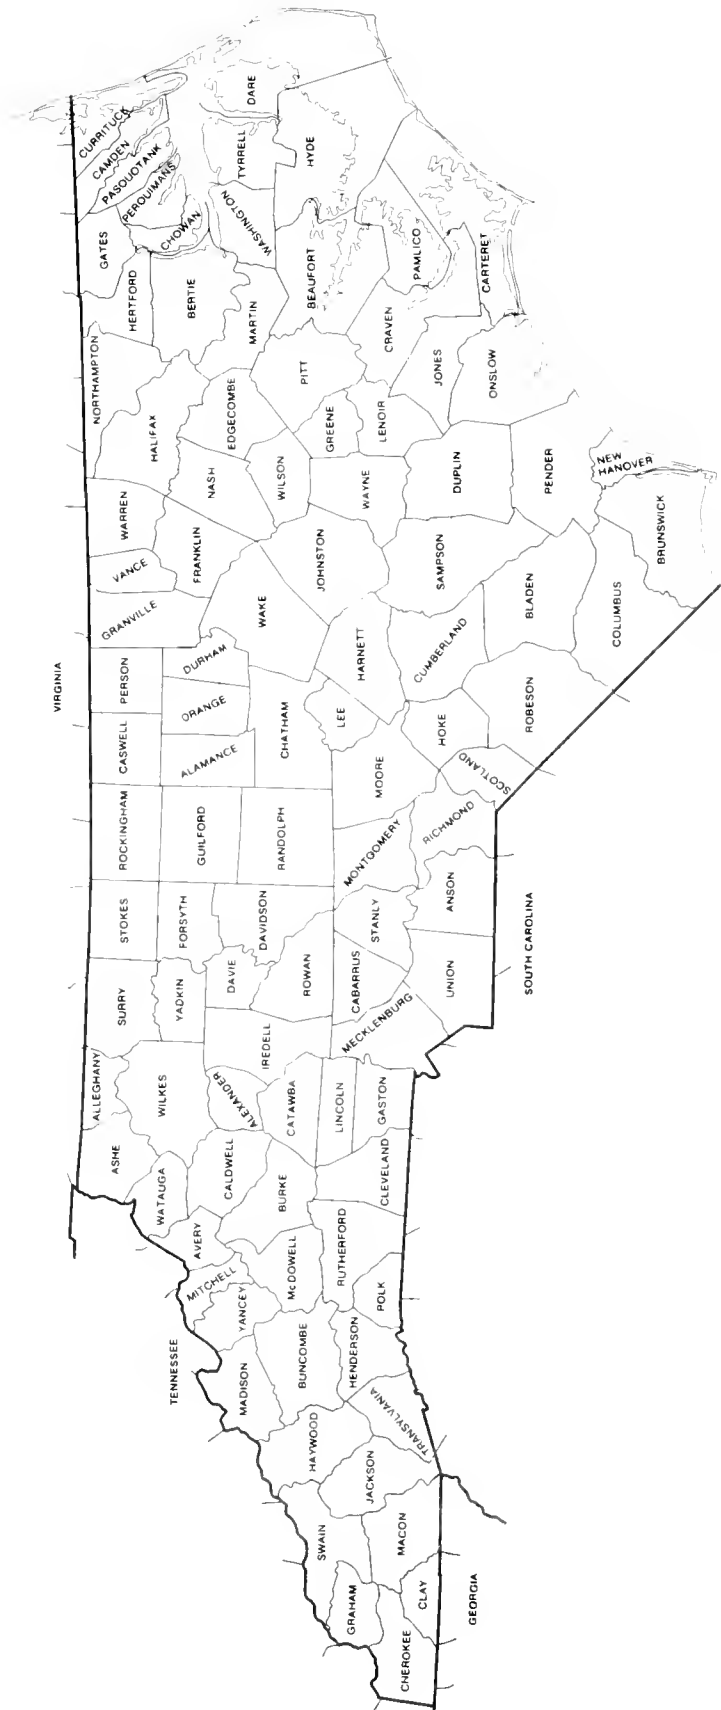 VIRGINIA
TENNESSEE
GEORGIA
SOUTH CAROLINA
CNEROKEE
GRAHAM
CLAY
SWAIN
MACON
JACKSON
HAYWOOD
TRANSYLVANIA
MADISON
BUNCOMBE
HENDERSON
YANCEY
MITCHELL
AVERY
McDOWELL
RUTHERFORD
POLK
WATAUGA
ASHE
ALLEGHANY
WILKES
CALDWELL
BURKE
CLEVELAND
ALEXANDER
CATAWBA
LINCOLN
GASTON
IREDELL
MECKLENBURG
SURRY
YADKIN
DAVIE
ROWAN
CABARRUS
UNION
STOKES
FORSYTH
DAVIDSON
STANLY
ANSON
ROCKINGHAM
GUILFORD
RANDOLPH
MONTGOMERY
RICHMOND
CASWELL
ALAMANCE
CHATHAM
MOORE
SCOTLAND
PERSON
ORANGE
DURHAM
LEE
HOKE
ROBESON
GRANVILLE
VANCE
WARREN
FRANKLIN
WAKE
HARNETT
CUMBERLAND
BLADEN
COLUMBUS
BRUNSWICK
NEW
HANOVER
JOHNSTON
SAMPSON
PENDER
NORTHAMPTON
HALIFAX
NASH
EDGECOMBE
WILSON
WAYNE
DUPLIN
GREENE
LENOIR
PITT
JONES
ONSLOW
CRAVEN
HERTFORD
GATES
BERTIE
MARTIN
BEAUFORT
PAMLICO
CARTERET
CHOWAN
PERQUIMANS
PASQUOTANK
CAMDEN
CURRITUCK
WASHINGTON
TYRRELL
DARE
HYDE